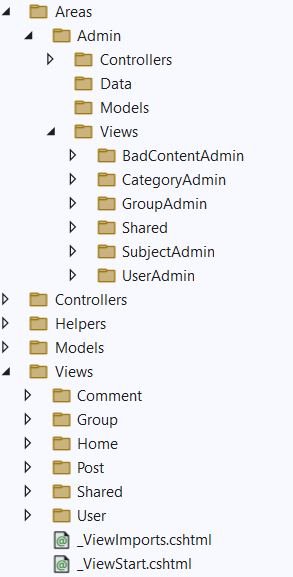 Areas
Admin
Controllers
Data
Models
Views
BadContentAdmin
CategoryAdmin
GroupAdmin
Shared
SubjectAdmin
UserAdmin
Controllers
Helpers
Models
Views
Comment
Group
Home
Post
Shared
User
_ViewImports.cshtml
_ViewStart.cshtml